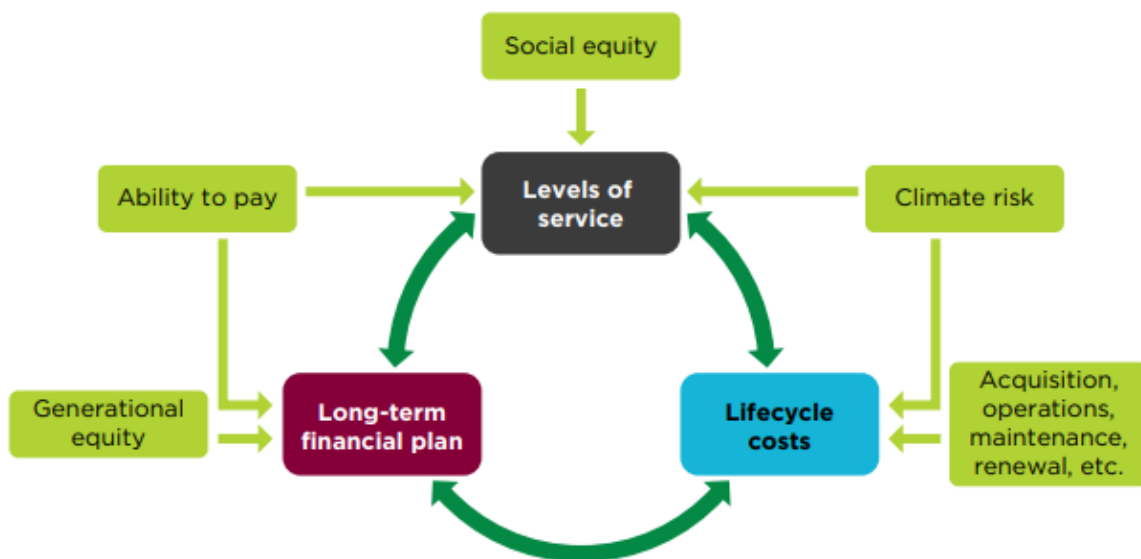 Social equity
Ability to pay
Levels of
service
Climate risk
Generational
equity
Long-term
financial plan
Lifecycle
costs
Acquisition,
operations,
maintenance,
renewal, etc.